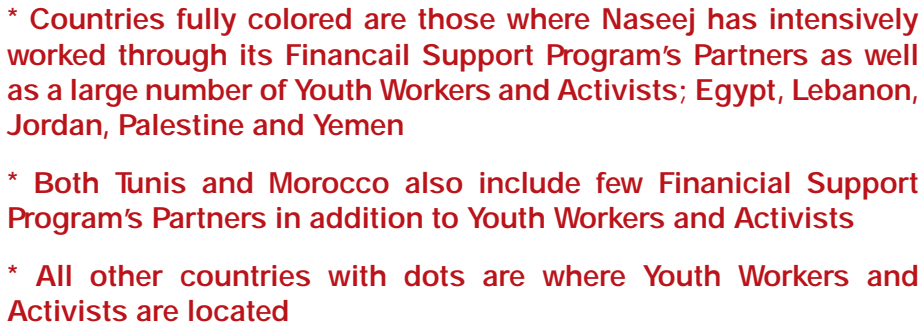 * Countries fully colored are those where Naseej has intensively
worked through its Financail Support Program's Partners as well
as a large number of Youth Workers and Activists; Egypt, Lebanon,
Jordan, Palestine and Yemen
* Both Tunis and Morocco also include few Finanicial Support
Program's Partners in addition to Youth Workers and Activists
* All other countries with dots are where Youth Workers and
Activists are located